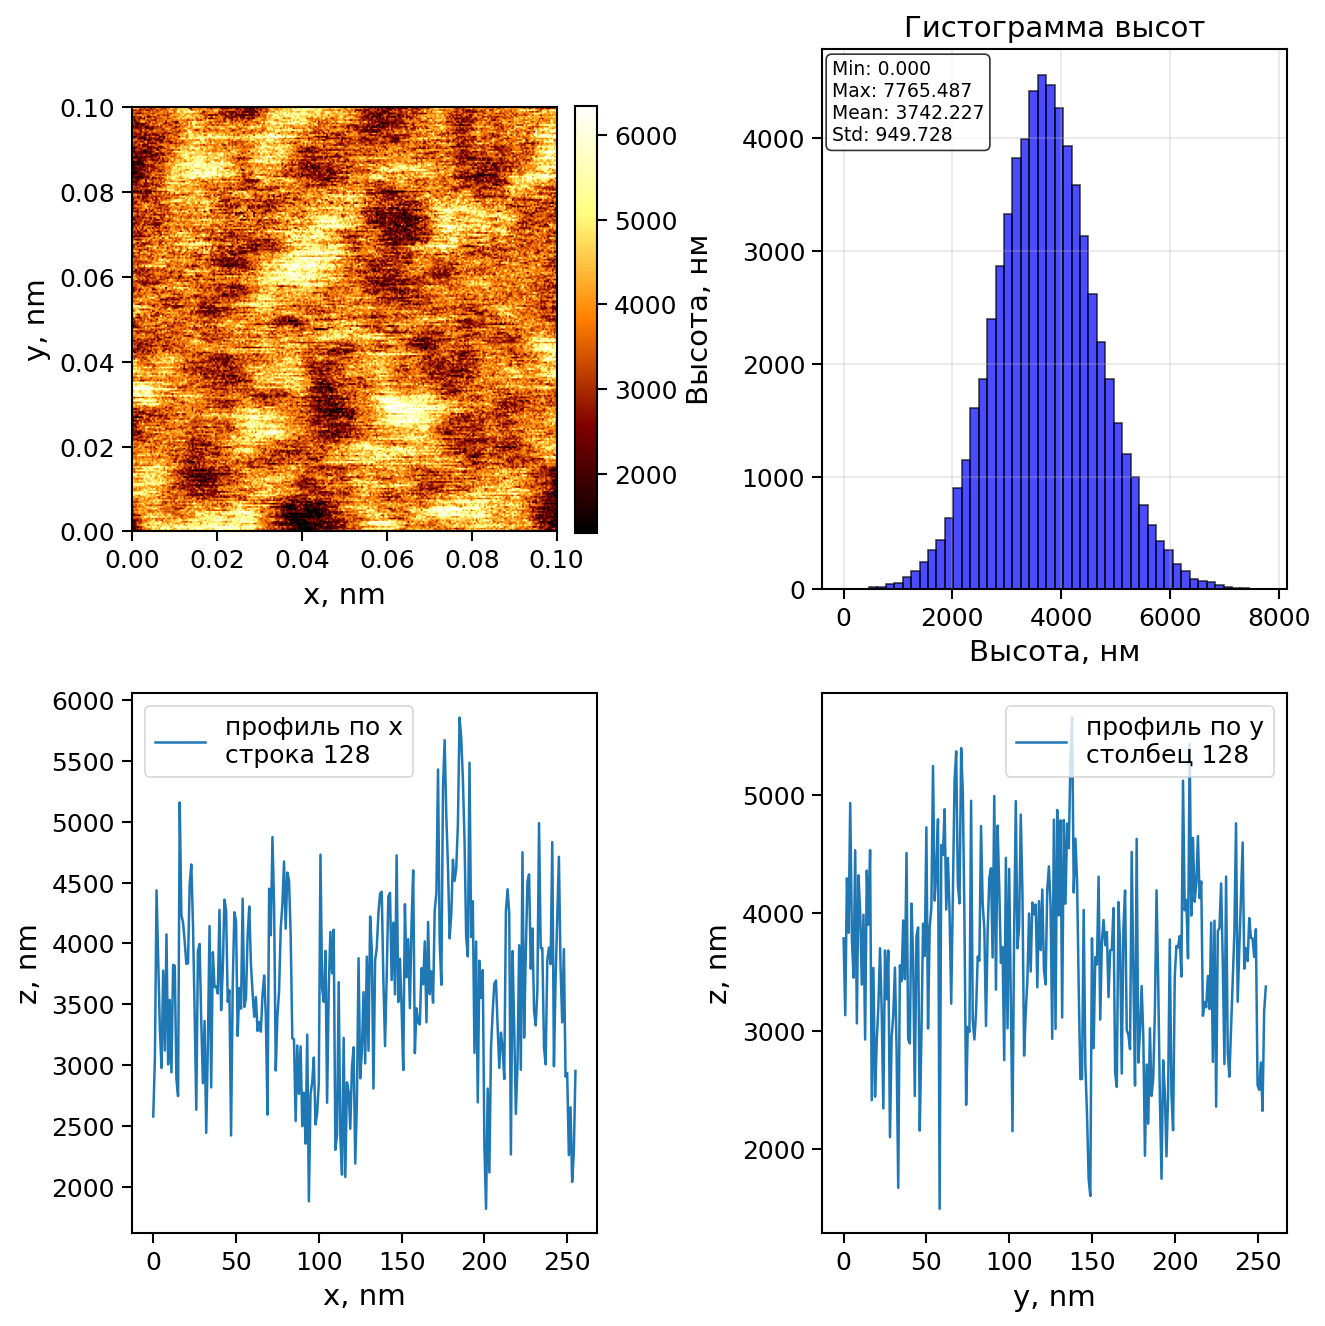 0.10
0.08
0.06
0.04
0.02
0.00
y, nm
0.00 0.02 0.04 0.06 0.08 0.10
x, nm
6000
5000
4000
3000
2000
Высота, нм
Гистограмма высот
Min: 0.000
Max: 7765.487
Mean: 3742.227
Std: 949.728
4000
3000
2000
1000
0
0 2000 4000 6000 8000
Высота, нм
6000
5500
5000
4500
4000
3500
3000
2500
2000
z, nm
профиль по x
строка 128
0 50 100 150 200 250
x, nm
5000
4000
3000
2000
z, nm
профиль по y
столбец 128
0 50 100 150 200 250
y, nm